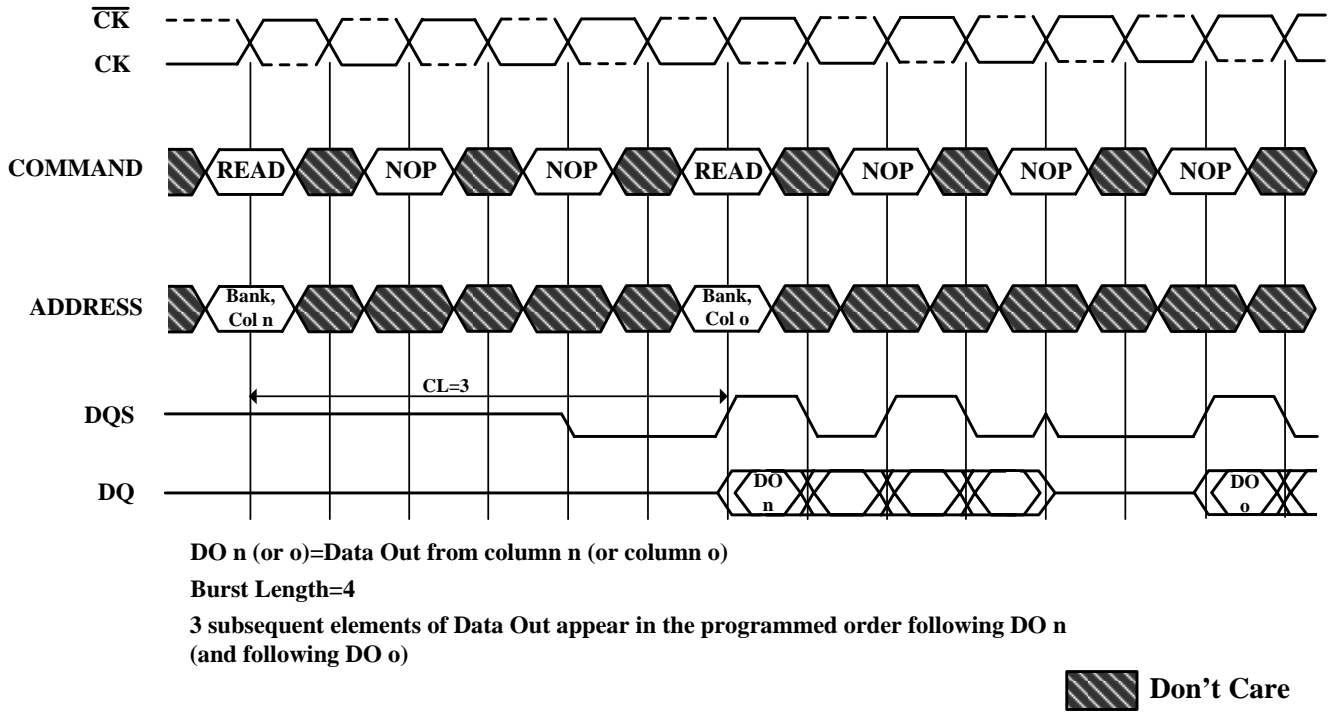 CK
CK
COMMAND READ NOP NOP READ NOP NOP NOP
ADDRESS Bank, Col n Bank, Col o
CL=3
DQS
DQ DO n DO o
DO n (or o)=Data Out from column n (or column o)
Burst Length=4
3 subsequent elements of Data Out appear in the programmed order following DO n
(and following DO o)
Don't Care